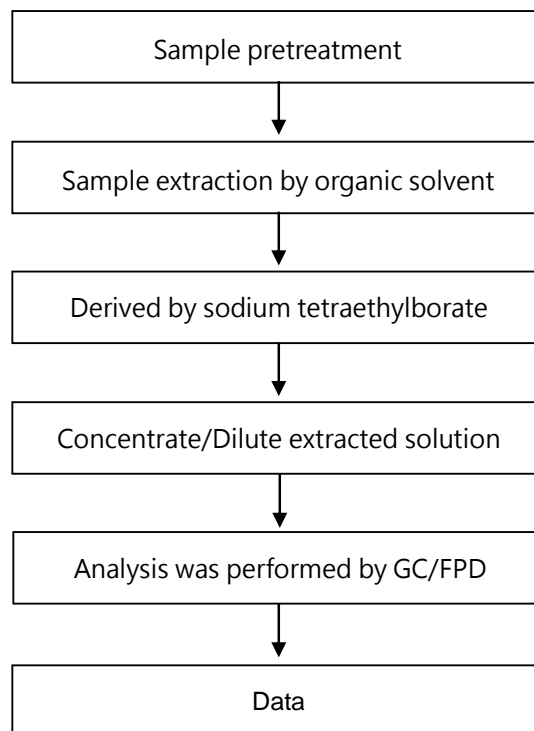 Sample pretreatment
Sample extraction by organic solvent
Derived by sodium tetraethylborate
Concentrate/Dilute extracted solution
Analysis was performed by GC/FPD
Data